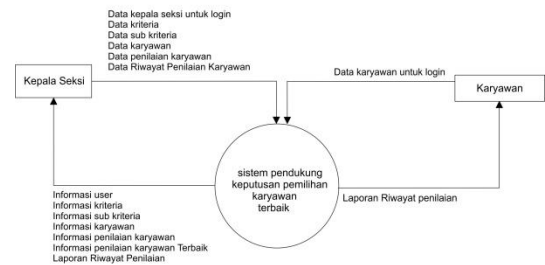 Data kepala seksi untuk login
Data kriteria
Data sub kriteria
Data karyawan
Data penilaian karyawan
Data Riwayat Penilaian Karyawan
Kepala Seksi
Data karyawan untuk login
Karyawan
sistem pendukung
keputusan pemilihan
karyawan
terbaik
Informasi user
Informasi kriteria
Informasi sub kriteria
Informasi karyawan
Informasi penilaian karyawan
Informasi penilaian karyawan Terbaik
Laporan Riwayat Penilaian
Laporan Riwayat penilaian